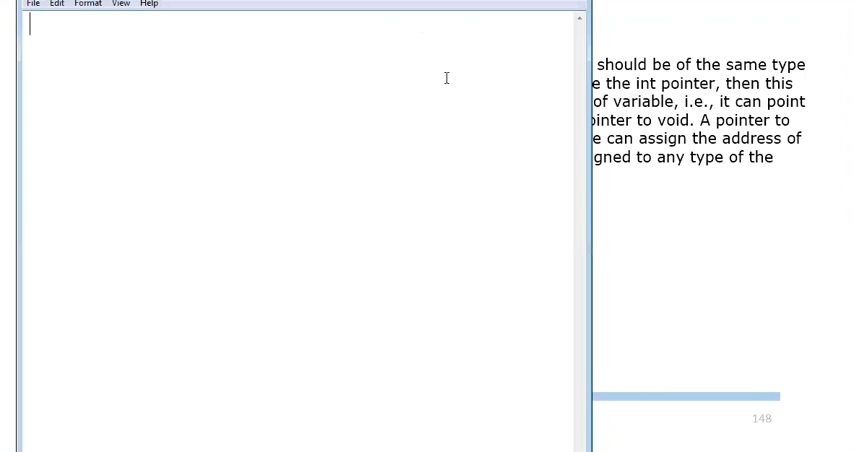 File Edit Format View Help
should be of the same type
e the int pointer, then this
of variable, i.e., it can point
ointer to void. A pointer to
e can assign the address of
gned to any type of the
148